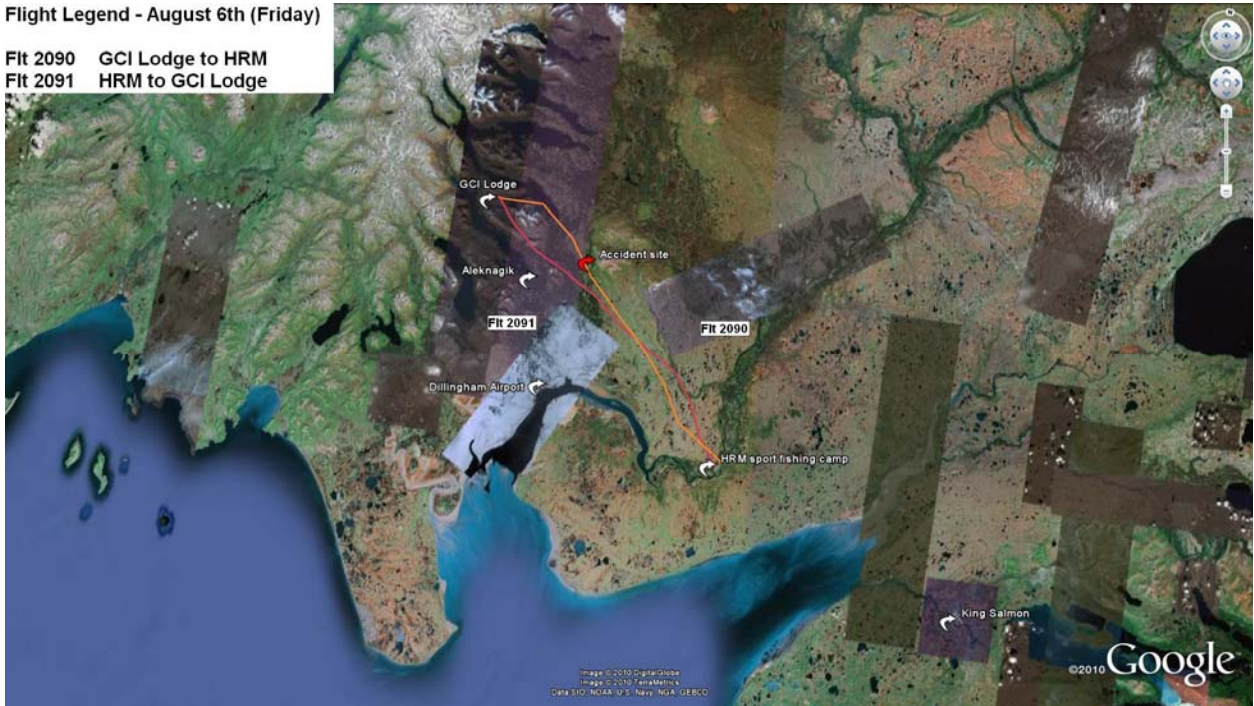 Flight Legend - August 6th (Friday)
Flt 2090 GCI Lodge to HRM
Flt 2091 HRM to GCI Lodge
N
GCI Lodge
Accident site
Aleknagik
Flt 2091
Flt 2090
Dillingham Airport
HRM sport fishing camp
King Salmon
Image © 2010 DigitalGlobe
Image © 2010 TerraMetrics
Data SIO, NOAA, U.S. Navy, NGA, GEBCO
©2010 Google